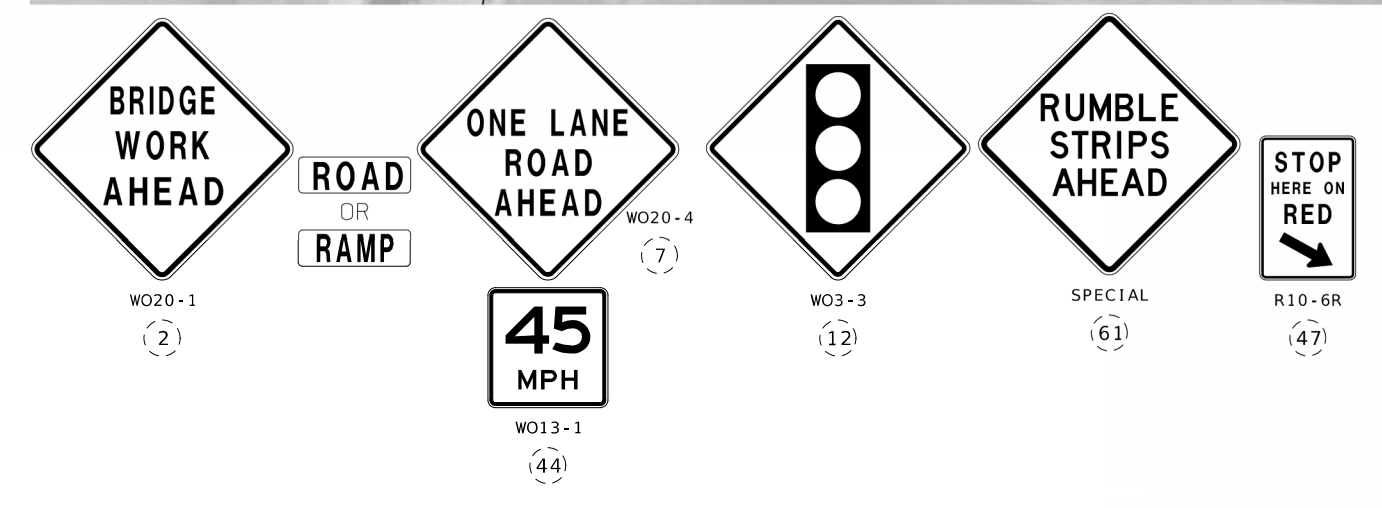 BRIDGE
WORK
AHEAD
WO20-1
2
ROAD
OR
RAMP
ONE LANE
ROAD
AHEAD
WO20-4
7
45
MPH
WO13-1
44
WO3-3
12
RUMBLE
STRIPS
AHEAD
SPECIAL
61
STOP
HERE ON
RED
R10-6R
47